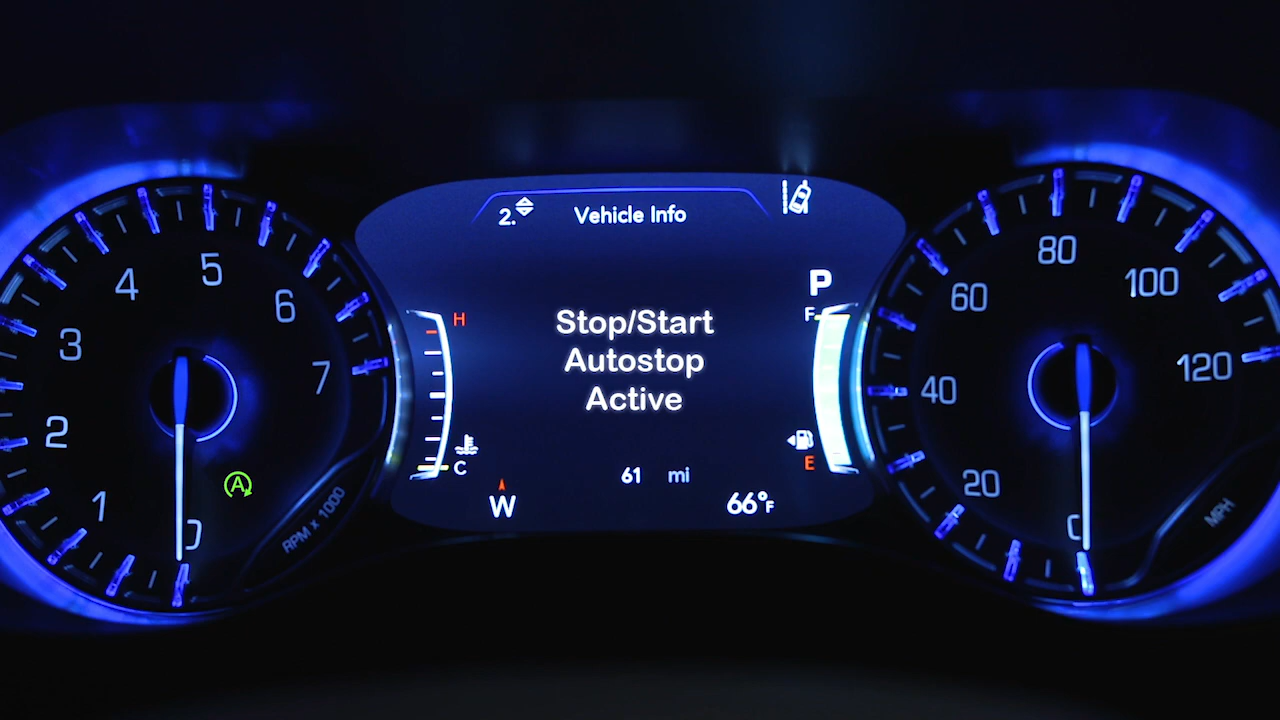 2. Vehicle Info
P
H
F
Stop/Start
Autostop
Active
C
E
61 mi
W
66°F
1
2
3
4
5
6
7
0
A
RPM x 1000
0
20
40
60
80
100
120
MPH